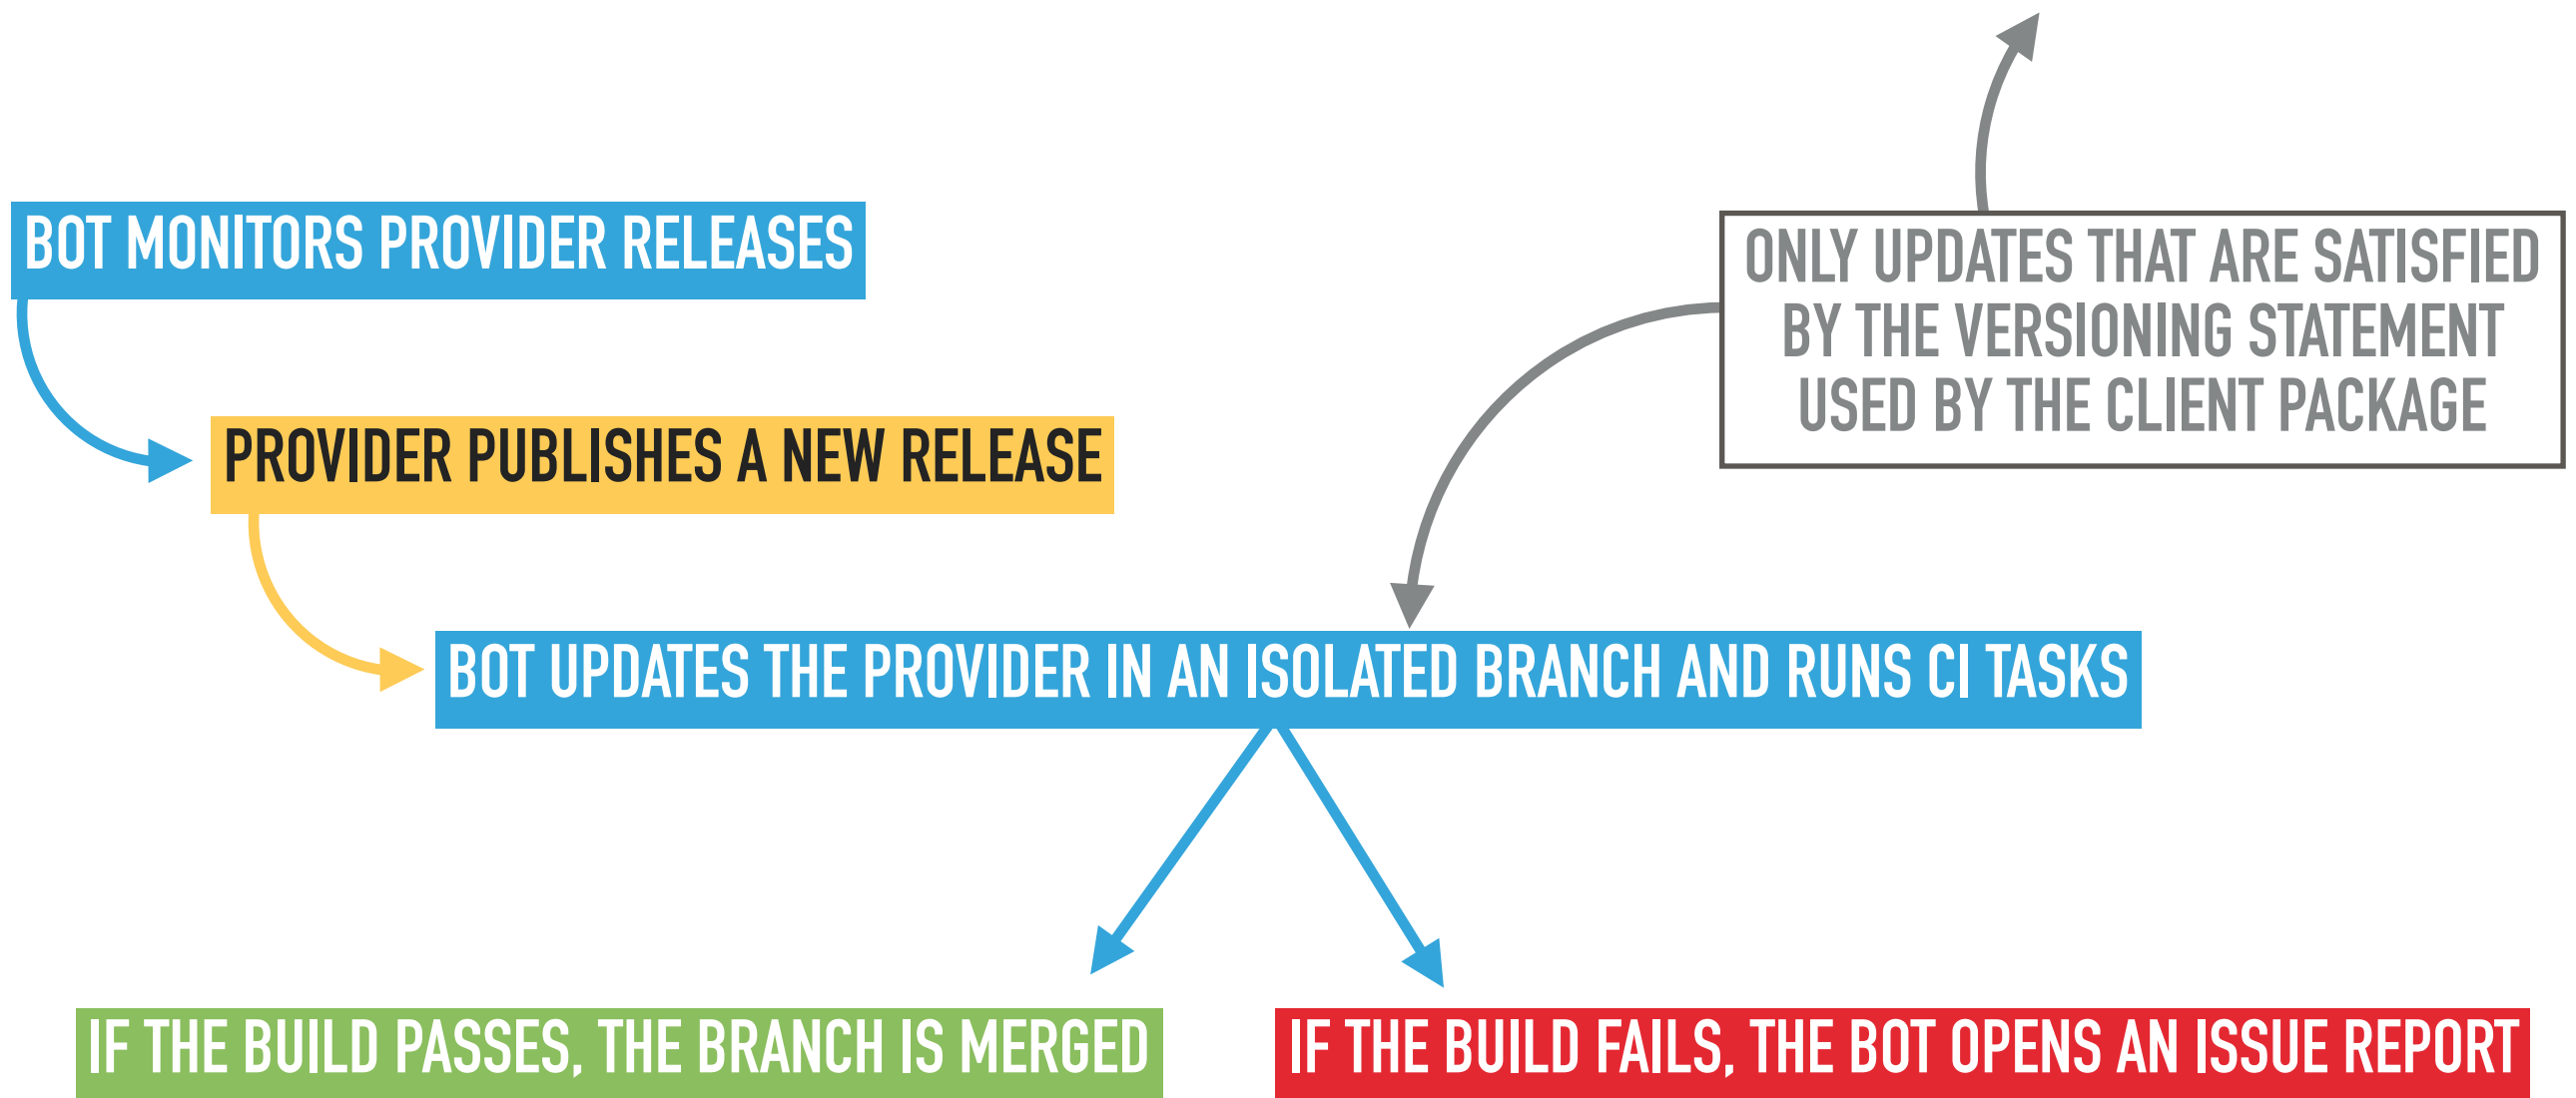 BOT MONITORS PROVIDER RELEASES
ONLY UPDATES THAT ARE SATISFIED
BY THE VERSIONING STATEMENT
USED BY THE CLIENT PACKAGE
PROVIDER PUBLISHES A NEW RELEASE
BOT UPDATES THE PROVIDER IN AN ISOLATED BRANCH AND RUNS CI TASKS
IF THE BUILD PASSES, THE BRANCH IS MERGED
IF THE BUILD FAILS, THE BOT OPENS AN ISSUE REPORT